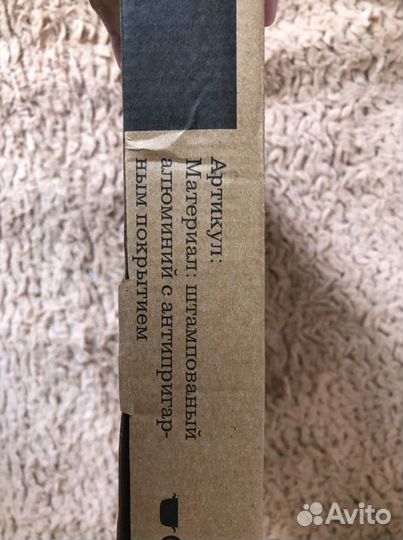 Артикул:
Материал: штампованый
алюминий с антипригар-
ным покрытием
Avito